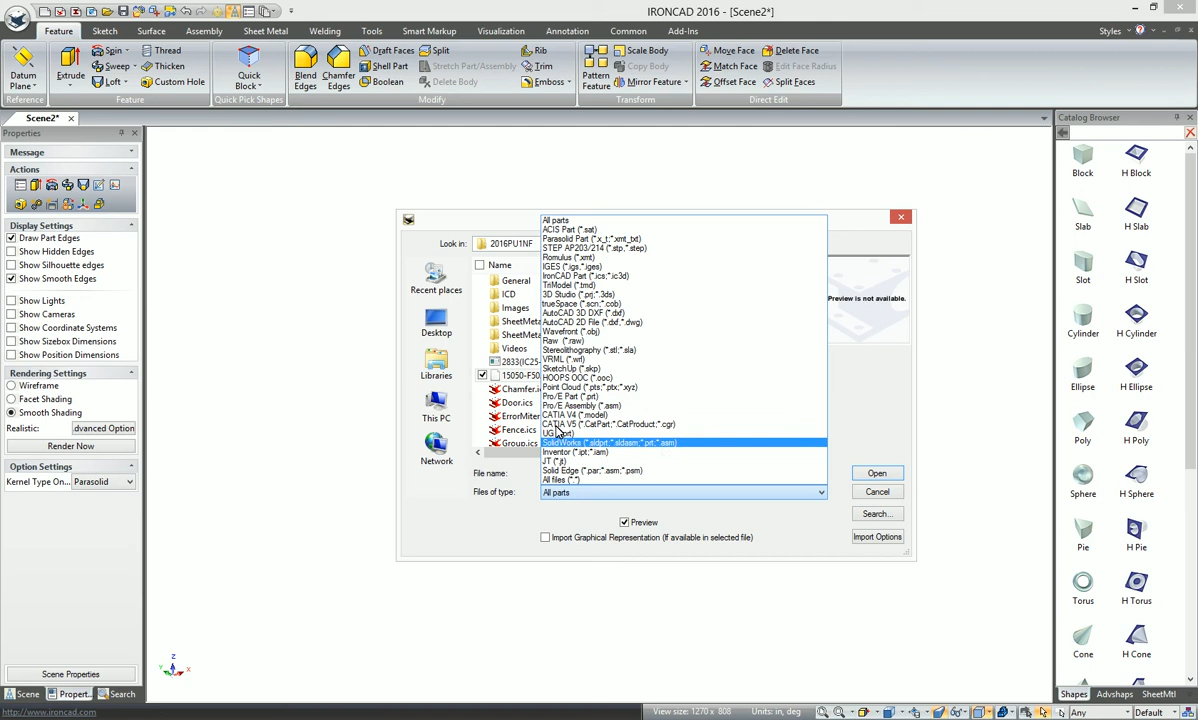 IRONCAD 2016 - [Scene2*]
Feature Sketch Surface Assembly Sheet Metal Welding Tools Smart Markup Visualization Annotation Common Add-Ins Styles
Spin Thread Draft Faces Split Rib Scale Body Move Face Delete Face
Sweep Thicken Shell Part Stretch Part/Assembly Trim Copy Body Match Face Edit Face Radius
Datum Plane Extrude Loft Custom Hole Quick Block Blend Edges Chamfer Edges Boolean Delete Body Emboss Pattern Feature Mirror Feature Offset Face Split Faces
Reference Feature Quick Pick Shapes Modify Transform Direct Edit
Scene2*
Properties
Message
Actions
Display Settings
Draw Part Edges
Show Hidden Edges
Show Silhouette edges
Show Smooth Edges
Show Lights
Show Cameras
Show Coordinate Systems
Show Sizebox Dimensions
Show Position Dimensions
Rendering Settings
Wireframe
Facet Shading
Smooth Shading
Realistic: dvanced Option
Render Now
Option Settings
Kernel Type On... Parasolid
Scene Properties
Scene Propert... Search
http://www.ironcad.com
Look in: 2016PU1NF
Name
Recent places
Desktop
Libraries
This PC
Network
General
ICD
Images
SheetMeta
SheetMeta
Videos
2833(IC25-
15050-F50
Chamfer.i
Door.ics
ErrorMiter
Fence.ics
Group.ics
All parts
ACIS Part (*.sat)
Parasolid Part (*.x_t;*.xmt_txt)
STEP AP203/214 (*.stp;*.step)
Romulus (*.xmt)
IGES (*.igs;*.iges)
IronCAD Part (*.ics;*.ic3d)
TriModel (*.tmd)
3D Studio (*.prj;*.3ds)
trueSpace (*.scn;*.cob)
AutoCAD 3D DXF (*.dxf)
AutoCAD 2D File (*.dxf,*.dwg)
Wavefront (*.obj)
Raw (*.raw)
Stereolithography (*.stl;*.sla)
VRML (*.wrl)
SketchUp (*.skp)
HOOPS OOC (*.ooc)
Point Cloud (*.pts;*.ptx;*.xyz)
Pro/E Part (*.prt)
Pro/E Assembly (*.asm)
CATIA V4 (*.model)
CATIA V5 (*.CatPart;*.CatProduct;*.cgr)
UG
SolidWorks (*.sldprt;*.sldasm;*.prt;*.asm)
Inventor (*.ipt;*.iam)
JT (*.jt)
Solid Edge (*.par;*.asm;*.psm)
All files (*.*)
File name:
Files of type: All parts
Preview is not available.
Open
Cancel
Search...
Import Options
Preview
Import Graphical Representation (If available in selected file)
Catalog Browser
Block H Block
Slab H Slab
Slot H Slot
Cylinder H Cylinder
Ellipse H Ellipse
Poly H Poly
Sphere H Sphere
Pie H Pie
Torus H Torus
Cone H Cone
Shapes Advshaps SheetMtl
Z
Y X
View size: 1270 x 808 Units: in, deg Any Default